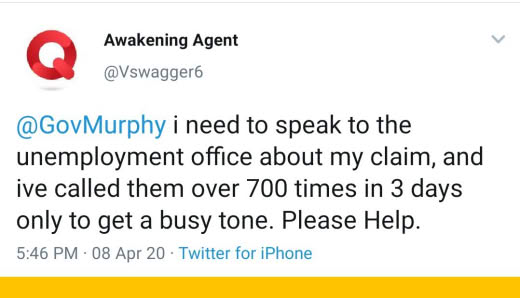 Awakening Agent
@Vswagger6
@GovMurphy i need to speak to the
unemployment office about my claim, and
ive called them over 700 times in 3 days
only to get a busy tone. Please Help.
5:46 PM · 08 Apr 20 · Twitter for iPhone